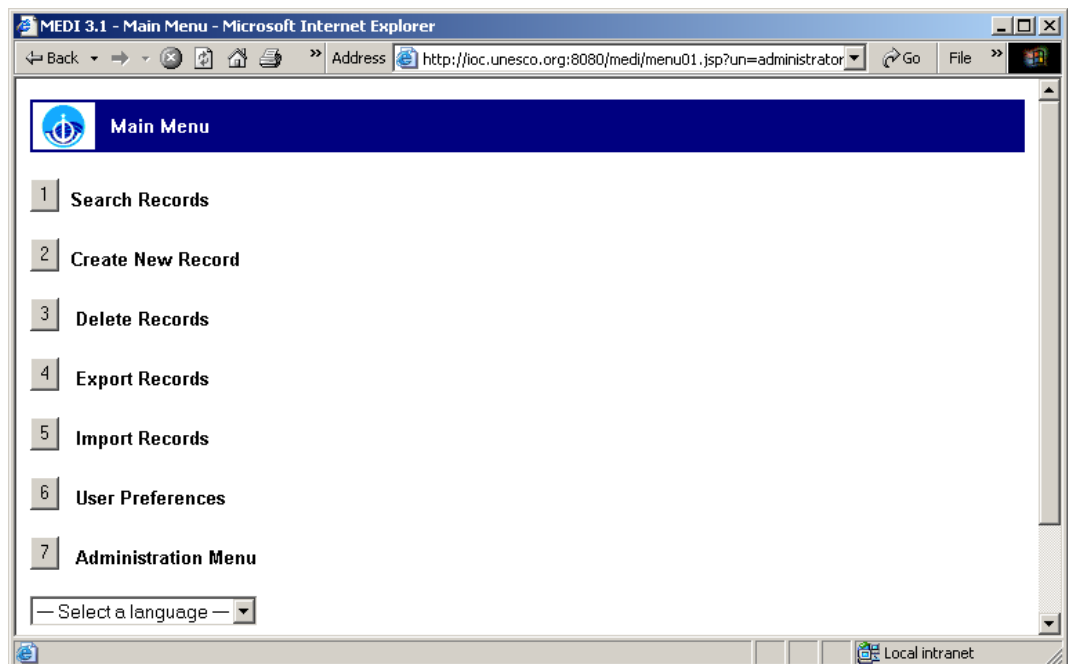 MEDI 3.1 - Main Menu - Microsoft Internet Explorer
Back » Address http://ioc.unesco.org:8080/medi/menu01.jsp?un=administrator Go File »
Main Menu
1 Search Records
2 Create New Record
3 Delete Records
4 Export Records
5 Import Records
6 User Preferences
7 Administration Menu
— Select a language —
Local intranet